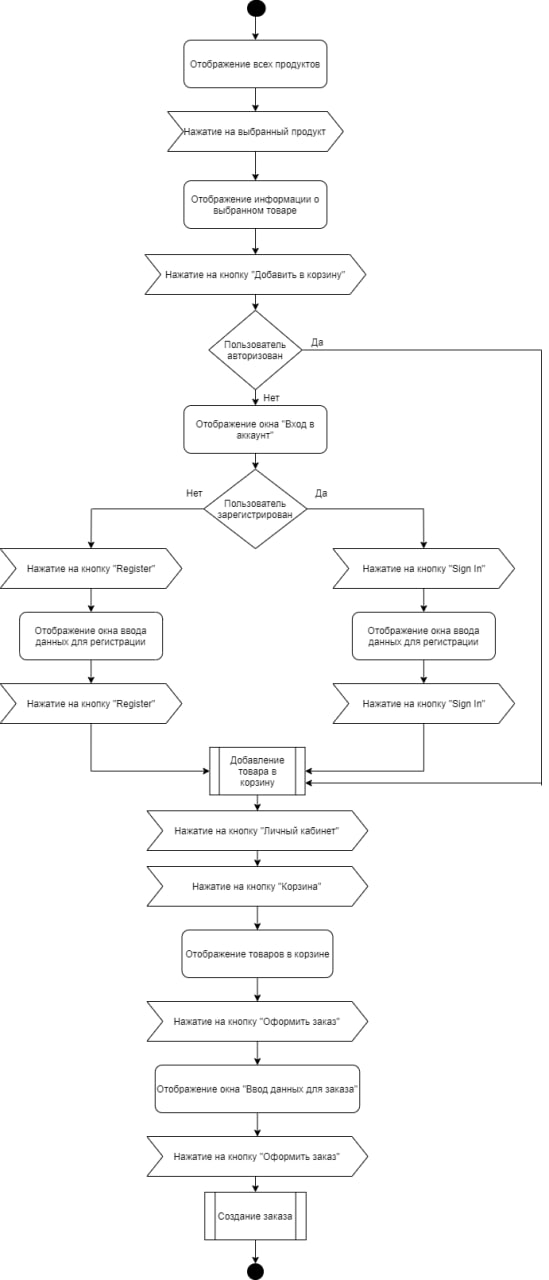 Отображение всех продуктов
Нажатие на выбранный продукт
Отображение информации о
выбранном товаре
Нажатие на кнопку "Добавить в корзину"
Пользователь
авторизован
Да
Нет
Отображение окна "Вход в
аккаунт"
Пользователь
зарегистрирован
Нет
Да
Нажатие на кнопку "Register"
Нажатие на кнопку "Sign In"
Отображение окна ввода
данных для регистрации
Отображение окна ввода
данных для регистрации
Нажатие на кнопку "Register"
Нажатие на кнопку "Sign In"
Добавление
товара в
корзину
Нажатие на кнопку "Личный кабинет"
Нажатие на кнопку "Корзина"
Отображение товаров в корзине
Нажатие на кнопку "Оформить заказ"
Отображение окна "Ввод данных для заказа"
Нажатие на кнопку "Оформить заказ"
Создание заказа